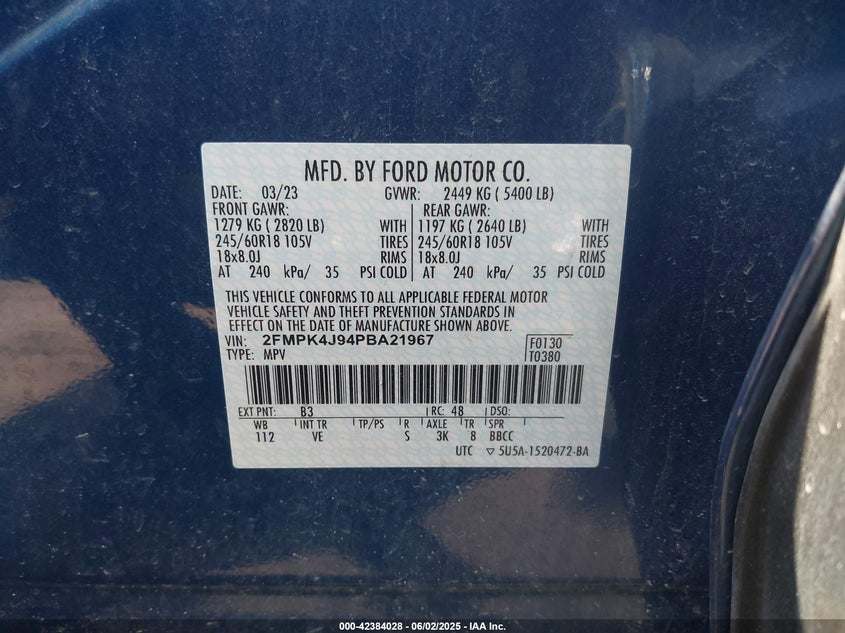 MFD. BY FORD MOTOR CO.
DATE: 03/23 GVWR: 2449 KG ( 5400 LB)
FRONT GAWR: REAR GAWR:
1279 KG ( 2820 LB) WITH 1197 KG ( 2640 LB) WITH
245/60R18 105V TIRES 245/60R18 105V TIRES
18x8.0J RIMS 18x8.0J RIMS
AT 240 kPa/ 35 PSI COLD AT 240 kPa/ 35 PSI COLD
THIS VEHICLE CONFORMS TO ALL APPLICABLE FEDERAL MOTOR
VEHICLE SAFETY AND THEFT PREVENTION STANDARDS IN
EFFECT ON THE DATE OF MANUFACTURE SHOWN ABOVE.
VIN: 2FMPK4J94PBA21967 F0130
TYPE: MPV T0380
EXT PNT: B3 RC: 48 DSO:
WB INT TR TP/PS R AXLE TR SPR
112 VE S 3K 8 BBCC
UTC ▽ 5U5A-1520472-BA
000-42384028 - 06/02/2025 - IAA Inc.